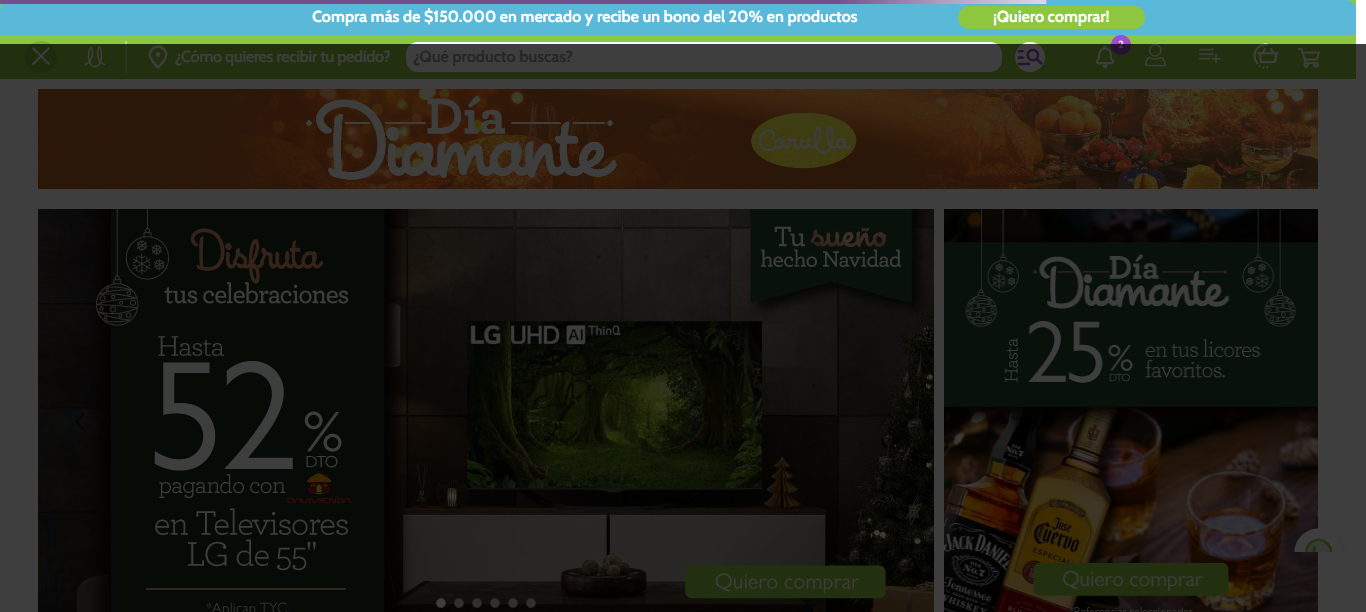 Compra más de $150.000 en mercado y recibe un bono del 20% en productos
¡Quiero comprar!
¿Cómo quieres recibir tu pedido?
¿Qué producto buscas?
2
Día
Diamante
Carulla
Disfruta
tus celebraciones
Hasta
52%
DTO
pagando con
DAVIVIENDA
en Televisores
LG de 55"
*Aplican TYC
Tu sueño
hecho Navidad
LG UHD AI ThinQ
Quiero comprar
Día
Diamante
Hasta
25%
DTO
en tus licores
favoritos.
JACK DANIEL'S
Jose
Cuervo
ESPECIAL
Quiero comprar